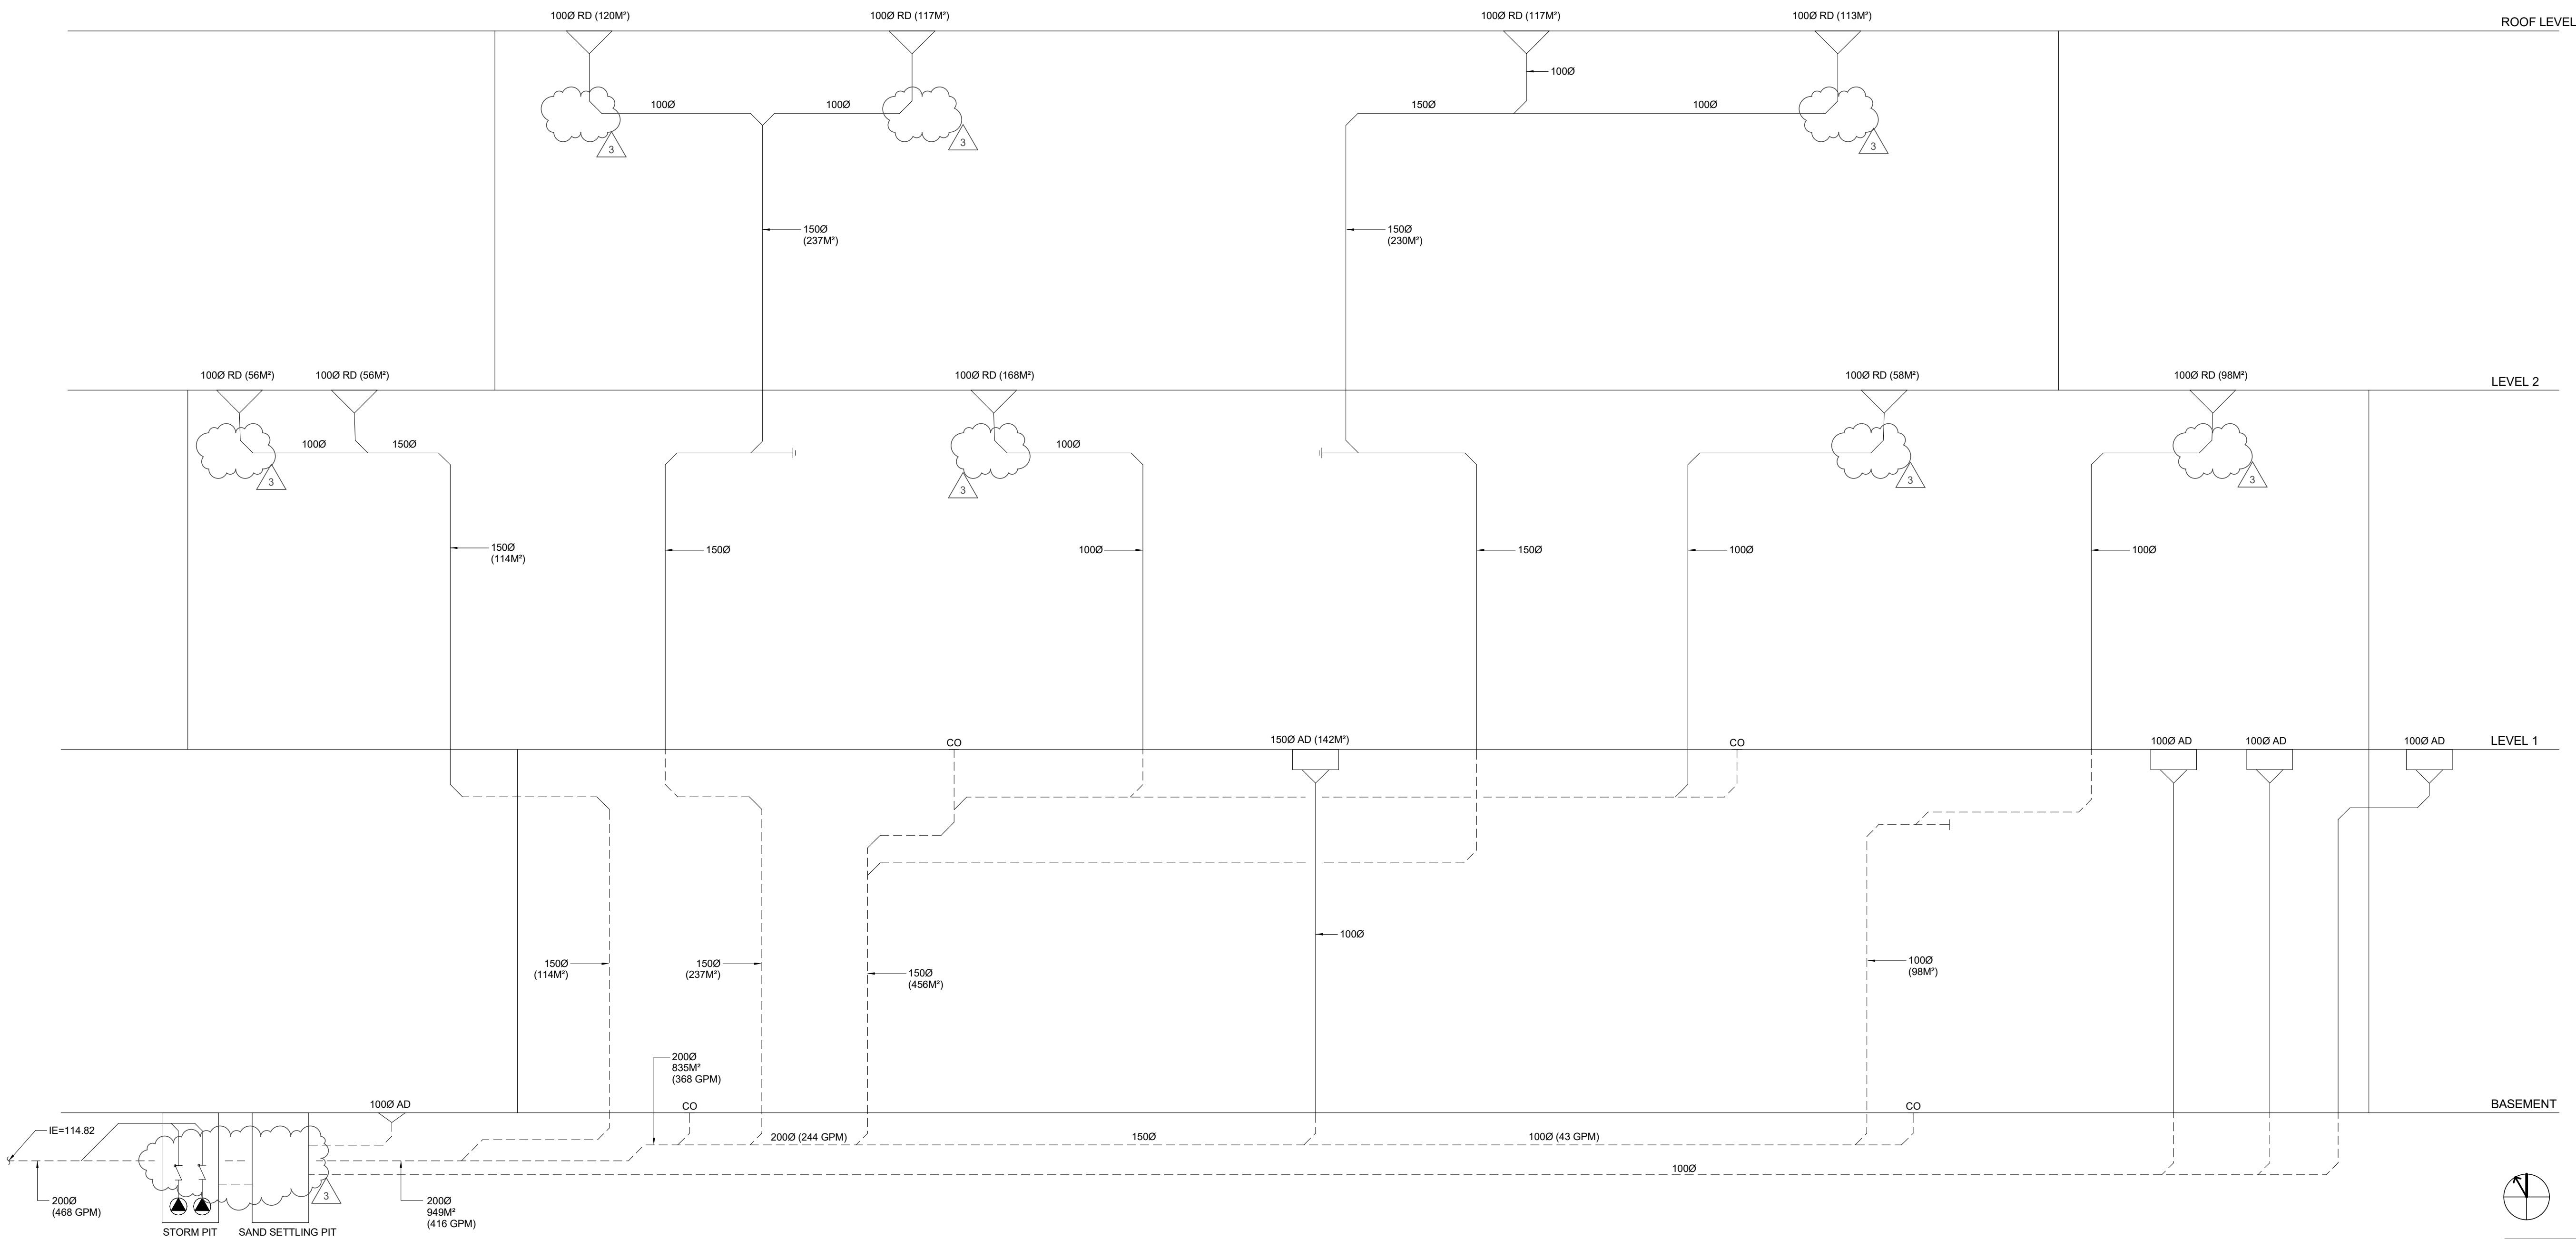 100Ø RD (120M²)
100Ø RD (117M²)
100Ø RD (117M²)
100Ø RD (113M²)
ROOF LEVEL
100Ø
100Ø
100Ø
150Ø
100Ø
3
3
3
150Ø
(237M²)
150Ø
(230M²)
100Ø RD (56M²)
100Ø RD (56M²)
100Ø RD (168M²)
100Ø RD (58M²)
100Ø RD (98M²)
LEVEL 2
100Ø
150Ø
100Ø
3
3
3
3
150Ø
(114M²)
150Ø
100Ø
150Ø
100Ø
100Ø
CO
150Ø AD (142M²)
CO
100Ø AD
100Ø AD
100Ø AD
LEVEL 1
100Ø
150Ø
(114M²)
150Ø
(237M²)
150Ø
(456M²)
100Ø
(98M²)
200Ø
835M²
(368 GPM)
100Ø AD
CO
CO
BASEMENT
IE=114.82
200Ø (244 GPM)
150Ø
100Ø (43 GPM)
100Ø
3
200Ø
(468 GPM)
200Ø
949M²
(416 GPM)
STORM PIT
SAND SETTLING PIT